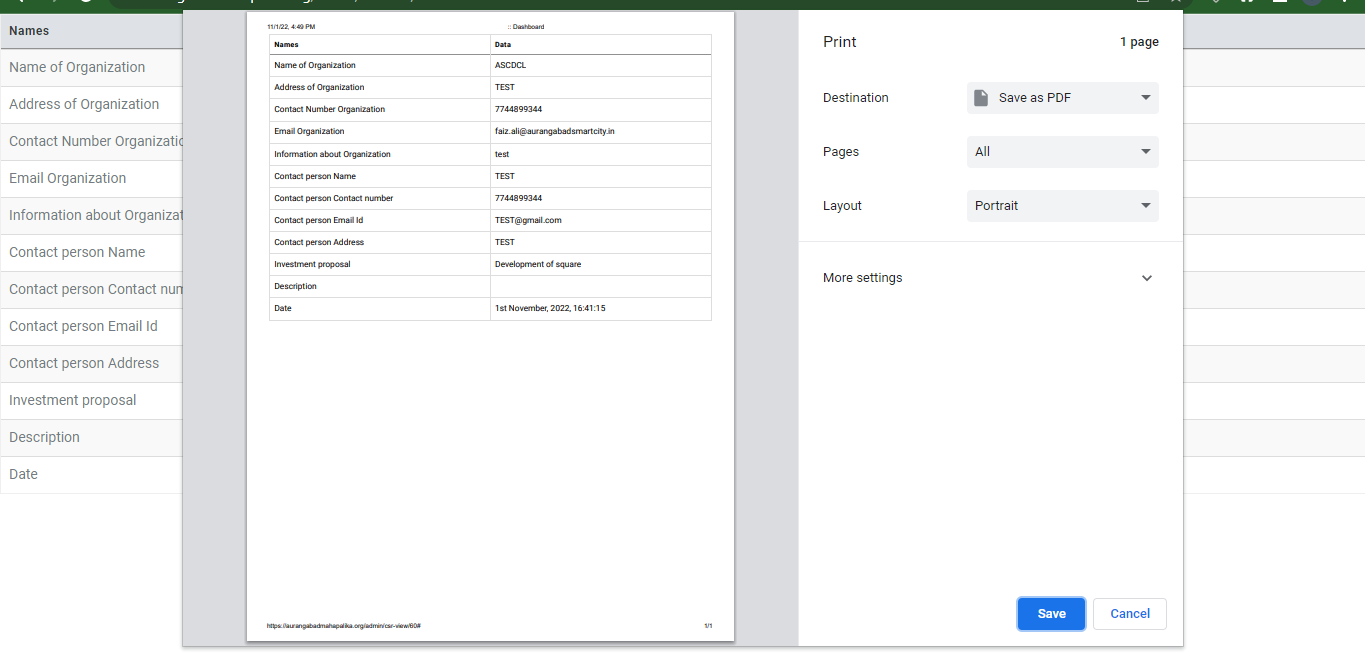 Names
Name of Organization
Address of Organization
Contact Number Organizatio
Email Organization
Information about Organizat
Contact person Name
Contact person Contact num
Contact person Email Id
Contact person Address
Investment proposal
Description
Date
11/1/22, 4:49 PM :: Dashboard
Names Data
Name of Organization ASCDCL
Address of Organization TEST
Contact Number Organization 7744899344
Email Organization faiz.ali@aurangabadsmartcity.in
Information about Organization test
Contact person Name TEST
Contact person Contact number 7744899344
Contact person Email Id TEST@gmail.com
Contact person Address TEST
Investment proposal Development of square
Description
Date 1st November, 2022, 16:41:15
https://aurangabadmahapalika.org/admin/csr-view/60# 1/1
Print 1 page
Destination Save as PDF
Pages All
Layout Portrait
More settings
Save Cancel